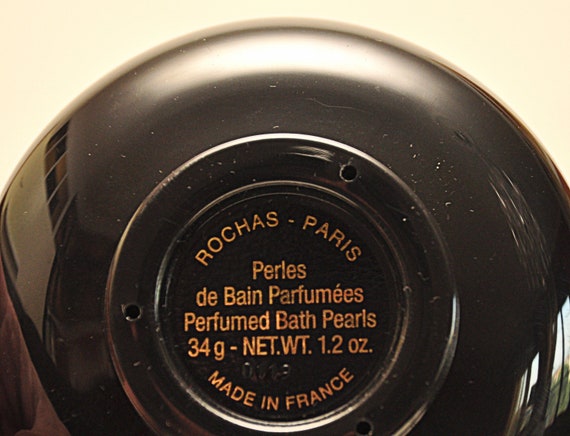 ROCHAS - PARIS
Perles
de Bain Parfumées
Perfumed Bath Pearls
34 g - NET.WT. 1.2 oz.
MADE IN FRANCE